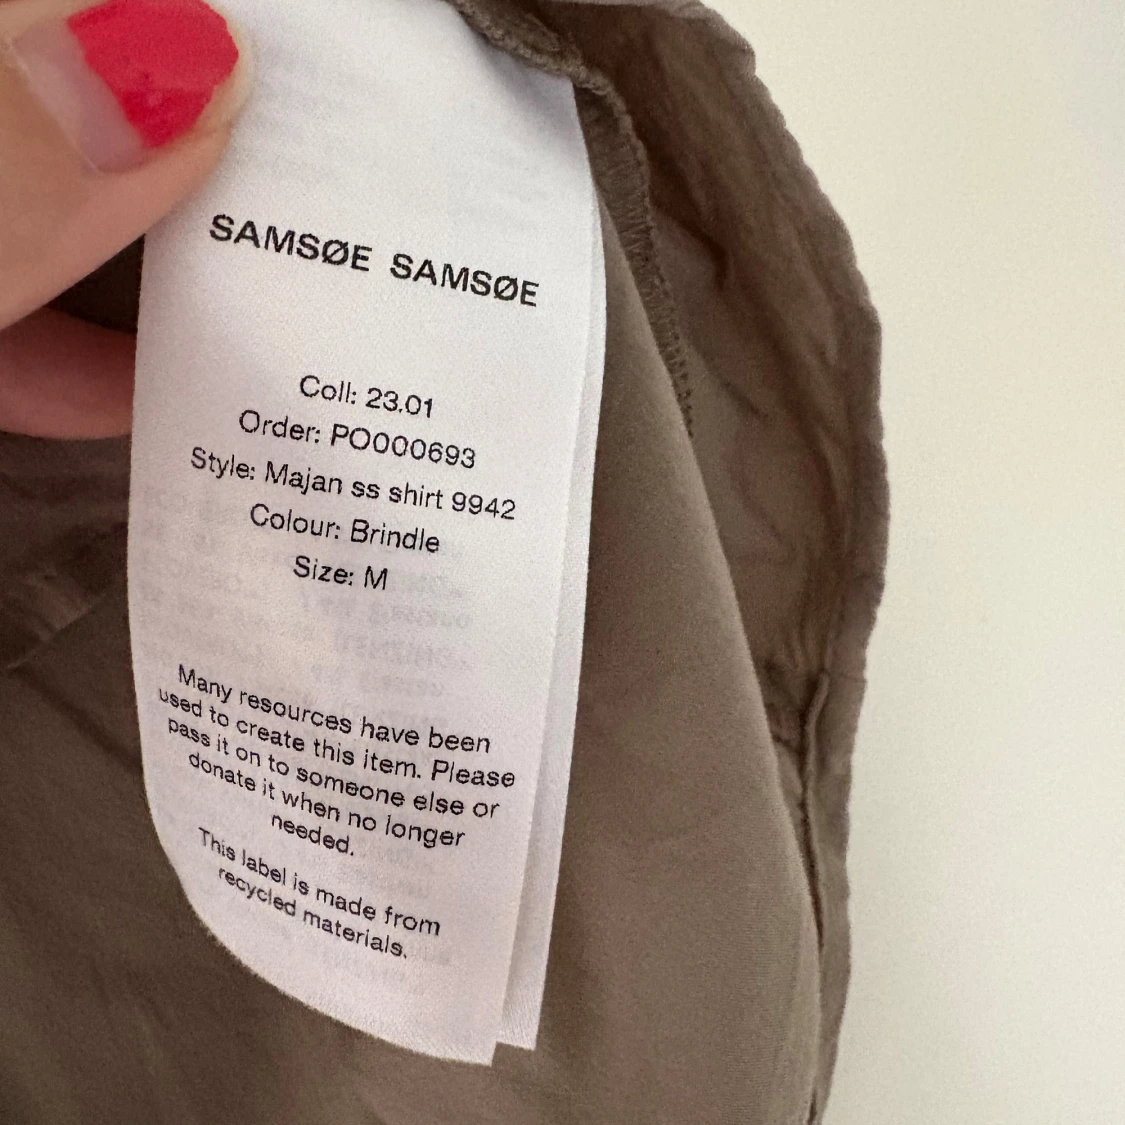 SAMSØE SAMSØE
Coll: 23.01
Order: PO000693
Style: Majan ss shirt 9942
Colour: Brindle
Size: M
Many resources have been
used to create this item. Please
pass it on to someone else or
donate it when no longer
needed.
This label is made from
recycled materials.